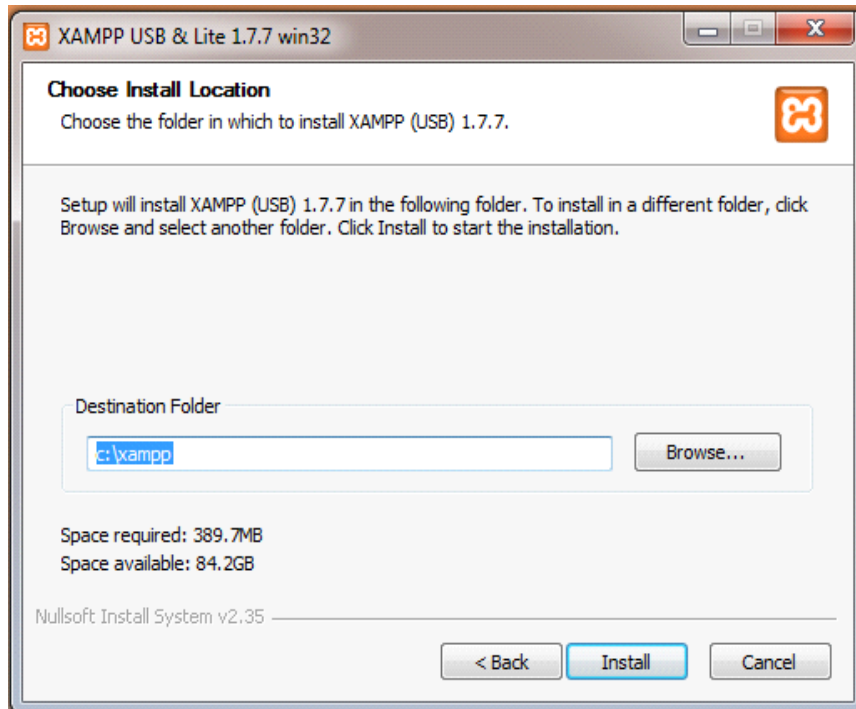 XAMPP USB & Lite 1.7.7 win32
Choose Install Location
Choose the folder in which to install XAMPP (USB) 1.7.7.
Setup will install XAMPP (USB) 1.7.7 in the following folder. To install in a different folder, click
Browse and select another folder. Click Install to start the installation.
Destination Folder
c:\xampp
Browse...
Space required: 389.7MB
Space available: 84.2GB
Nullsoft Install System v2.35
< Back
Install
Cancel